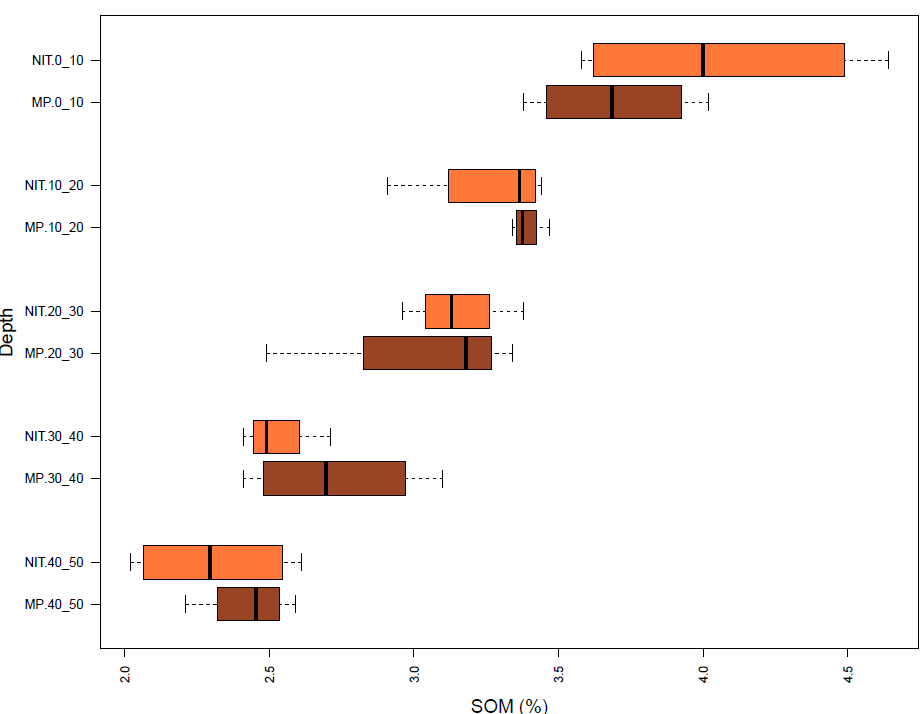 NIT.0_10
MP.0_10
NIT.10_20
MP.10_20
NIT.20_30
Depth
MP.20_30
NIT.30_40
MP.30_40
NIT.40_50
MP.40_50
2.0 2.5 3.0 3.5 4.0 4.5
SOM (%)